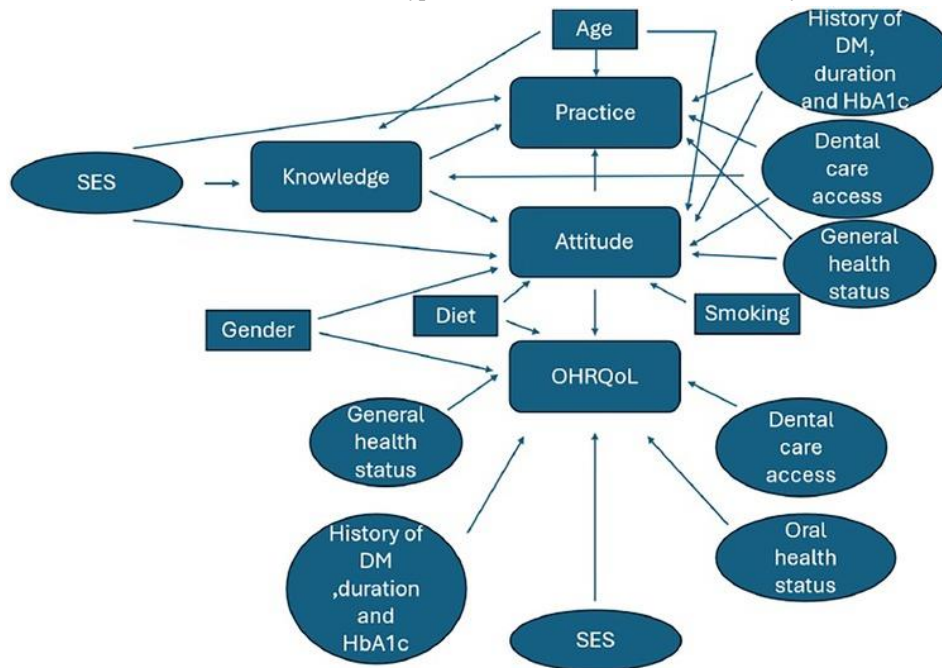 Age
History of
DM,
duration
and HbA1c
Practice
Dental
care
access
SES
Knowledge
Attitude
General
health
status
Gender
Diet
Smoking
OHRQoL
General
health
status
Dental
care
access
History of
DM
,duration
and
HbA1c
Oral
health
status
SES